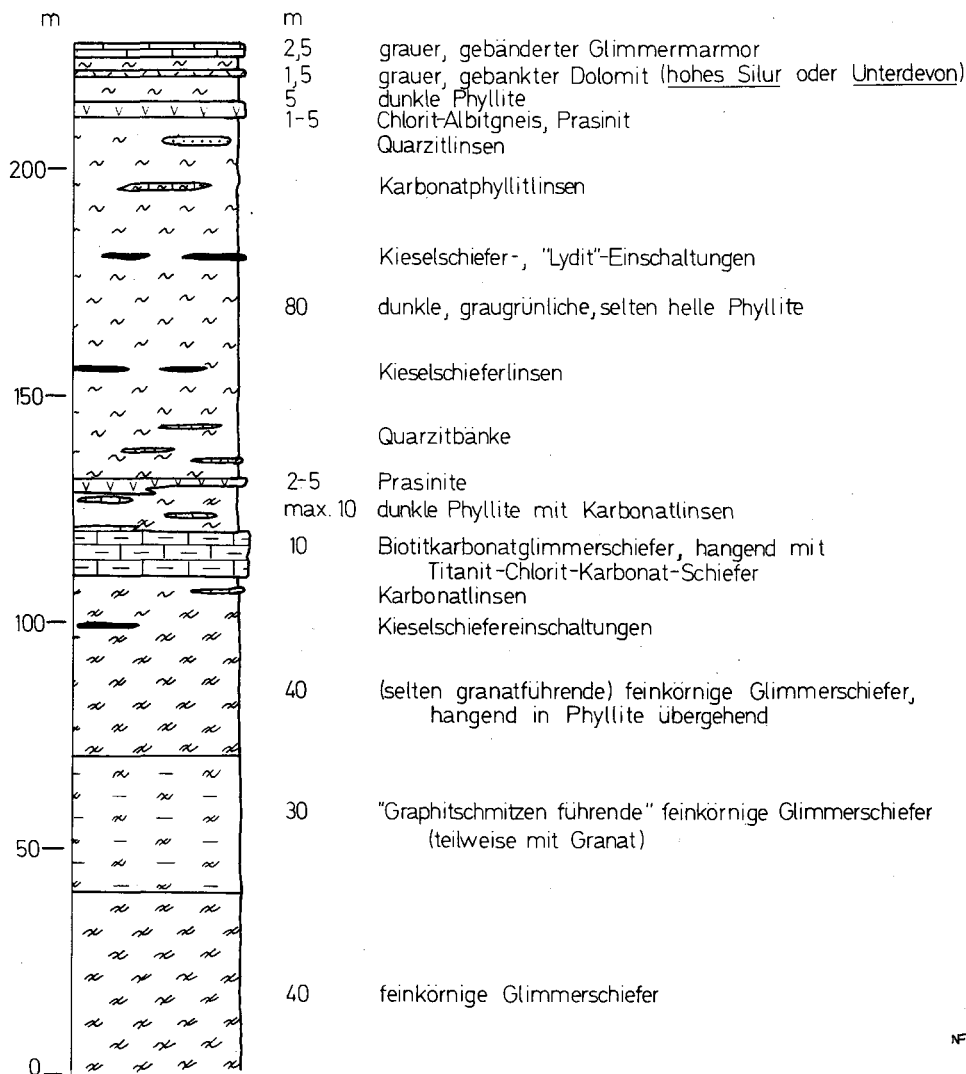 m m
2,5 grauer, gebänderter Glimmermarmor
1,5 grauer, gebankter Dolomit (hohes Silur oder Unterdevon)
5 dunkle Phyllite
1-5 Chlorit-Albitgneis, Prasinit
Quarzitlinsen
200
Karbonatphyllitlinsen
Kieselschiefer-, "Lydit"-Einschaltungen
80 dunkle, graugrünliche, selten helle Phyllite
Kieselschieferlinsen
150
Quarzitbänke
2-5 Prasinite
max. 10 dunkle Phyllite mit Karbonatlinsen
10 Biotitkarbonatglimmerschiefer, hangend mit
Titanit-Chlorit-Karbonat-Schiefer
Karbonatlinsen
100 Kieselschiefereinschaltungen
40 (selten granatführende) feinkörnige Glimmerschiefer,
hangend in Phyllite übergehend
30 "Graphitschmitzen führende" feinkörnige Glimmerschiefer
(teilweise mit Granat)
50
40 feinkörnige Glimmerschiefer
NF
0